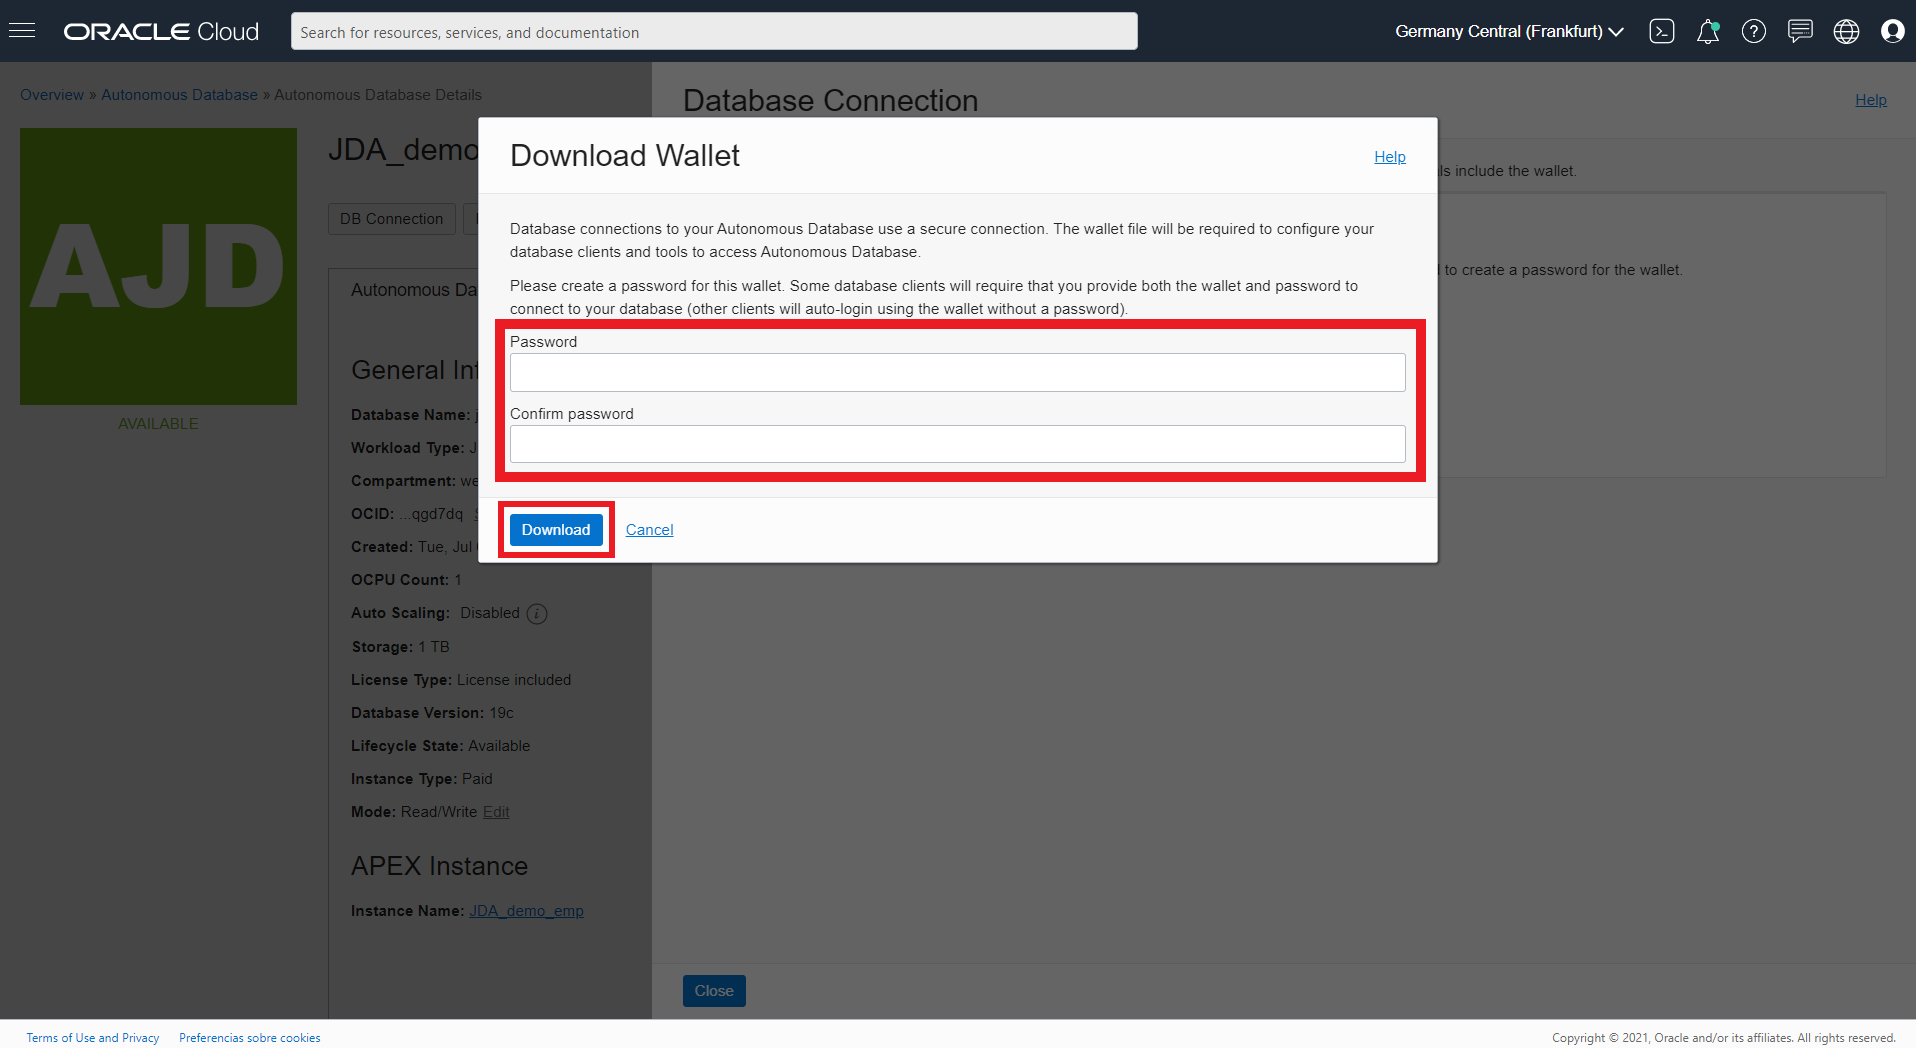 ORACLE Cloud
Search for resources, services, and documentation
Germany Central (Frankfurt)
Overview » Autonomous Database » Autonomous Database Details
AJD
AVAILABLE
JDA_demo
DB Connection
Autonomous Da
General Inf
Database Name: j
Workload Type: J
Compartment: we
OCID: ...qgd7dq
Created: Tue, Jul
OCPU Count: 1
Auto Scaling: Disabled
Storage: 1 TB
License Type: License included
Database Version: 19c
Lifecycle State: Available
Instance Type: Paid
Mode: Read/Write Edit
APEX Instance
Instance Name: JDA_demo_emp
Database Connection
Help
ls include the wallet.
to create a password for the wallet.
Download Wallet
Help
Database connections to your Autonomous Database use a secure connection. The wallet file will be required to configure your
database clients and tools to access Autonomous Database.
Please create a password for this wallet. Some database clients will require that you provide both the wallet and password to
connect to your database (other clients will auto-login using the wallet without a password).
Password
Confirm password
Download
Cancel
Close
Terms of Use and Privacy
Preferencias sobre cookies
Copyright © 2021, Oracle and/or its affiliates. All rights reserved.